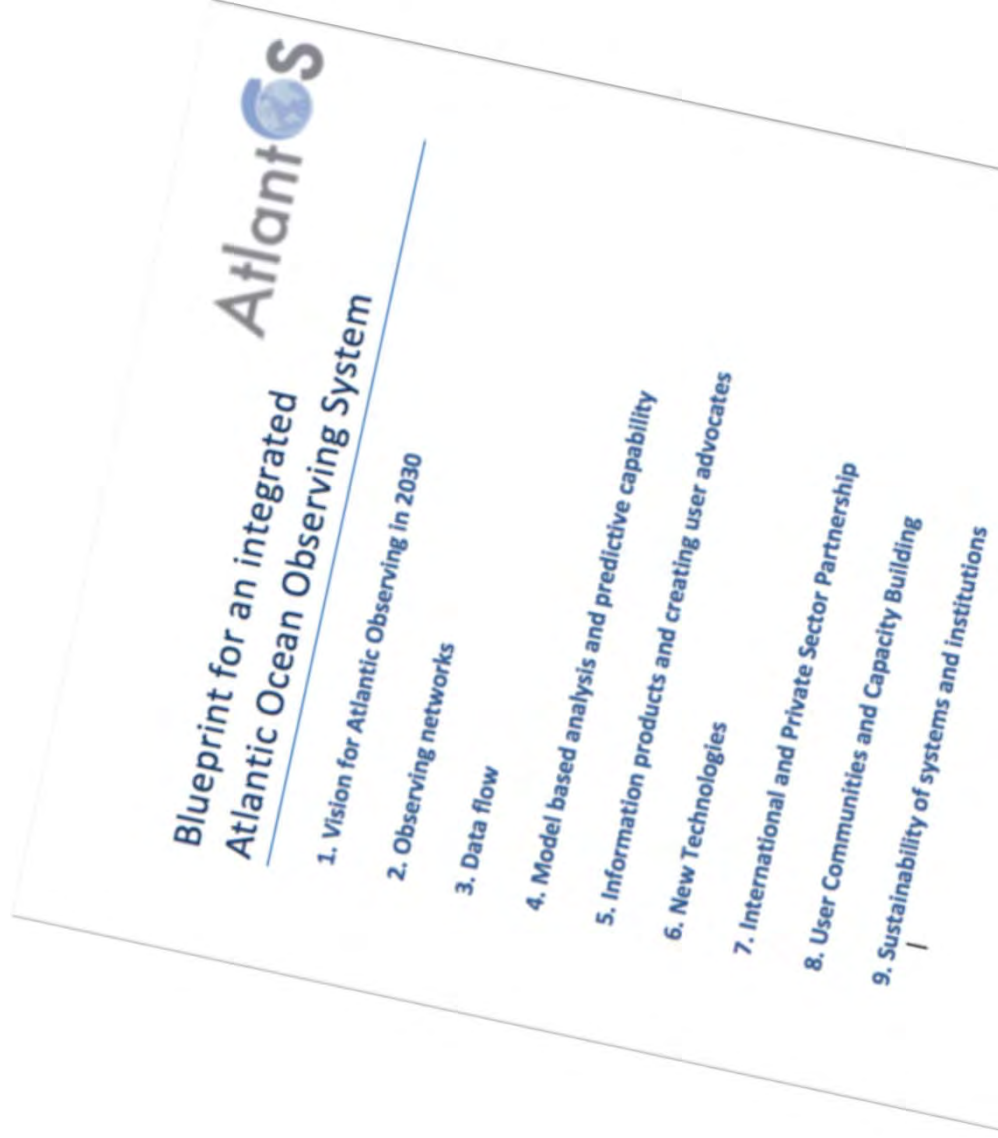 Blueprint for an integrated
Atlantic Ocean Observing System
AtlantOS
1. Vision for Atlantic Observing in 2030
2. Observing networks
3. Data flow
4. Model based analysis and predictive capability
5. Information products and creating user advocates
6. New Technologies
7. International and Private Sector Partnership
8. User Communities and Capacity Building
9. Sustainability of systems and institutions